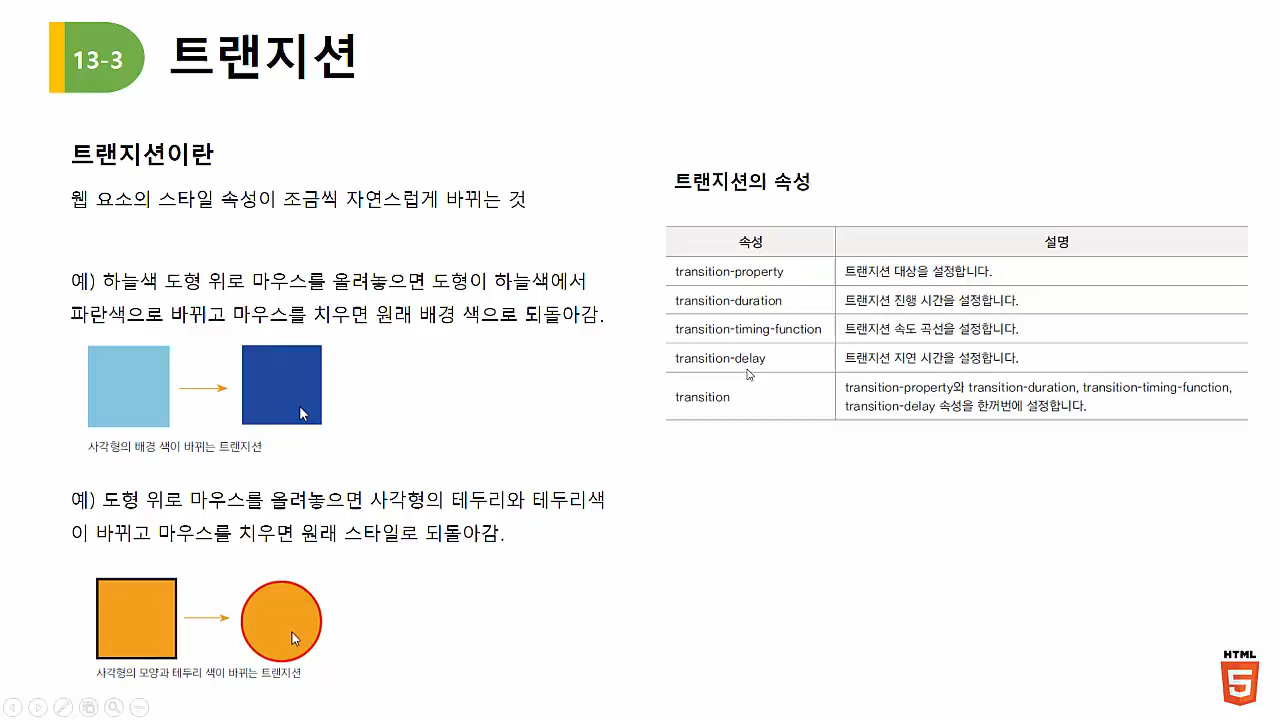 13-3 트랜지션
트랜지션이란
웹 요소의 스타일 속성이 조금씩 자연스럽게 바뀌는 것
예) 하늘색 도형 위로 마우스를 올려놓으면 도형이 하늘색에서
파란색으로 바뀌고 마우스를 치우면 원래 배경 색으로 되돌아감.
사각형의 배경 색이 바뀌는 트랜지션
예) 도형 위로 마우스를 올려놓으면 사각형의 테두리와 테두리색
이 바뀌고 마우스를 치우면 원래 스타일로 되돌아감.
사각형의 모양과 테두리 색이 바뀌는 트랜지션
트랜지션의 속성
속성 설명
transition-property 트랜지션 대상을 설정합니다.
transition-duration 트랜지션 진행 시간을 설정합니다.
transition-timing-function 트랜지션 속도 곡선을 설정합니다.
transition-delay 트랜지션 지연 시간을 설정합니다.
transition transition-property와 transition-duration, transition-timing-function,
transition-delay 속성을 한꺼번에 설정합니다.
HTML
5